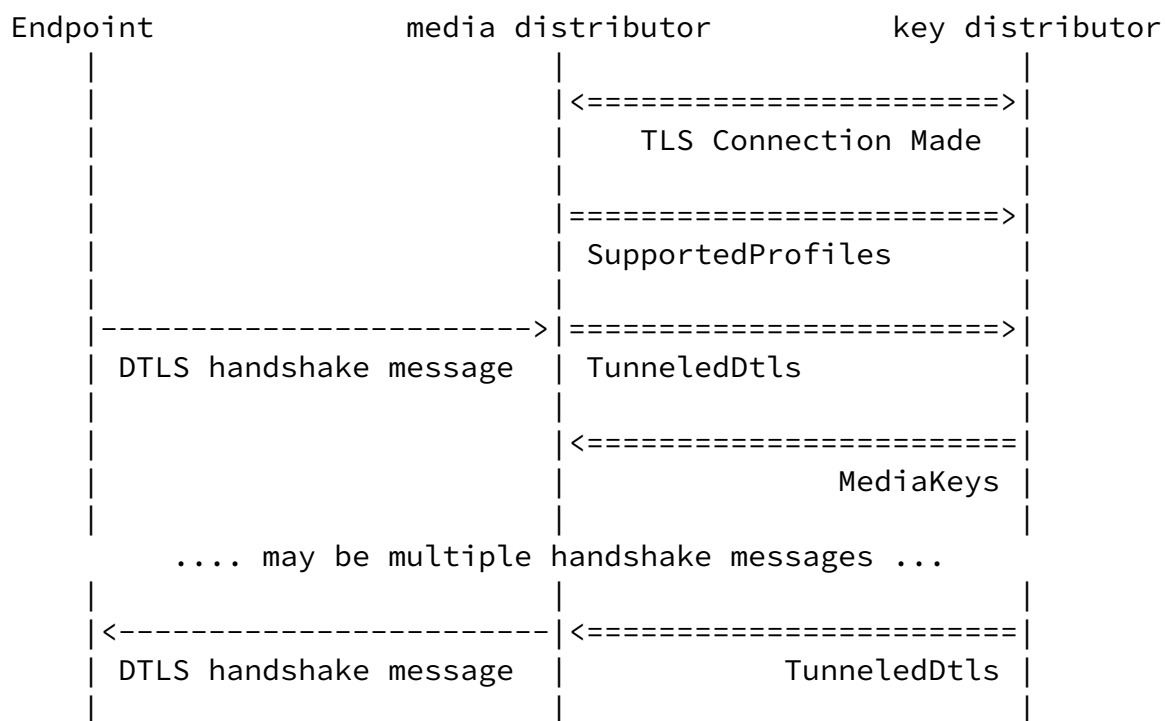 Endpoint media distributor key distributor
TLS Connection Made
SupportedProfiles
DTLS handshake message TunneledDtls
MediaKeys
.... may be multiple handshake messages ...
DTLS handshake message TunneledDtls